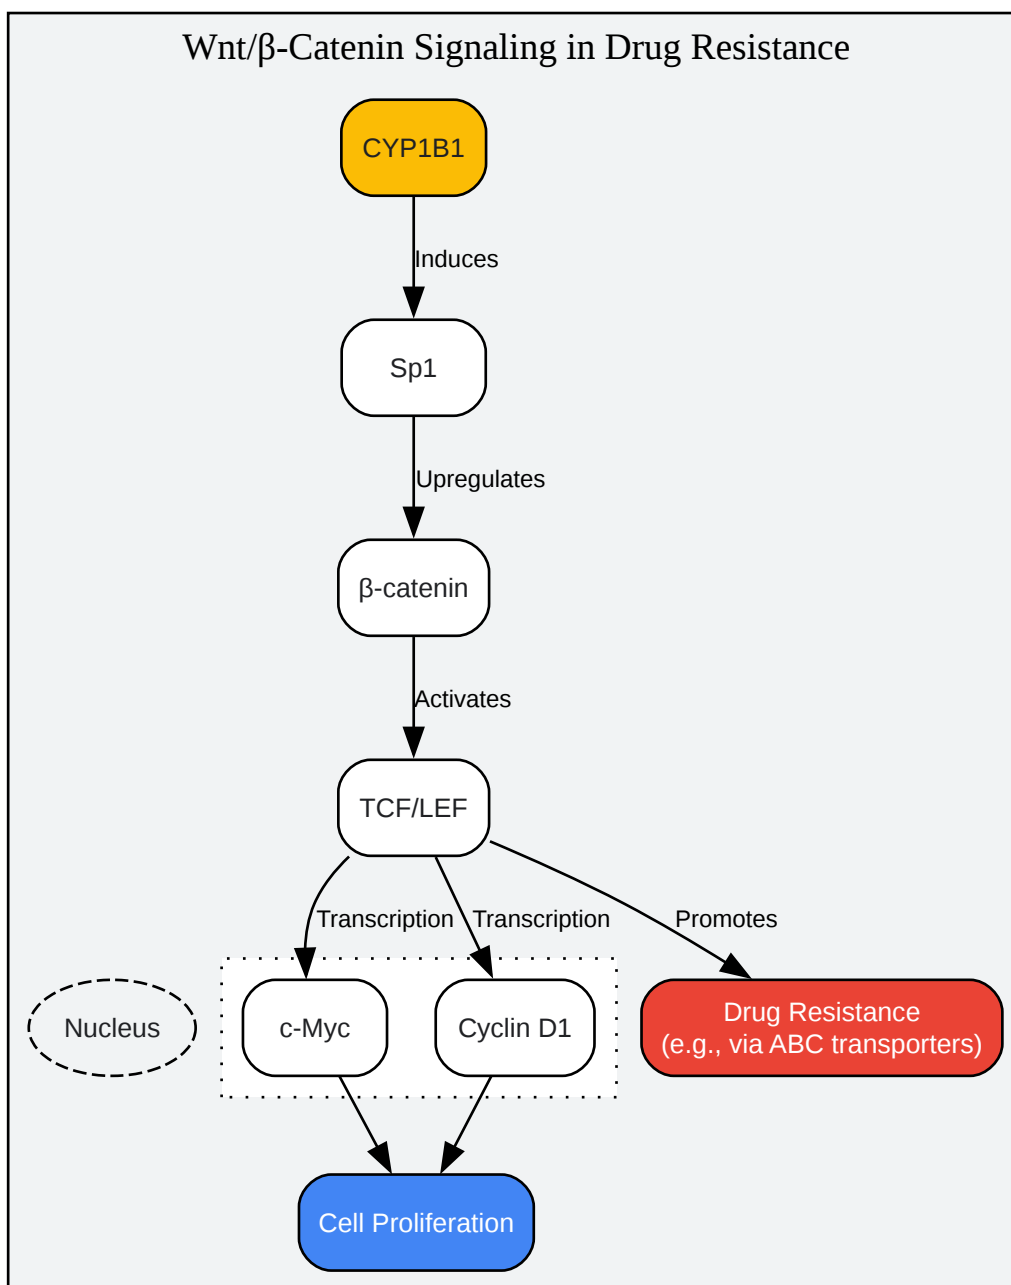 Wnt/β-Catenin Signaling in Drug Resistance
CYP1B1
Induces
Sp1
Upregulates
β-catenin
Activates
TCF/LEF
Transcription
Transcription
Promotes
Nucleus
c-Myc
Cyclin D1
Drug Resistance
(e.g., via ABC transporters)
Cell Proliferation